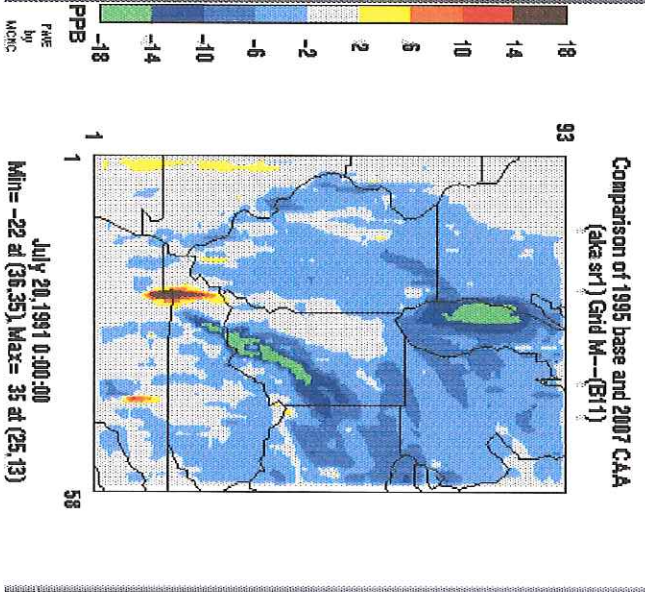 Comparison of 1995 base and 2007 CAA
(aka sr1) Grid M---(B11)
18
14
10
6
2
-2
-6
-10
-14
-18
PPB
PAVE
by
MCNC
93
1
1
58
July 20,1991 0:00:00
Min= -22 at (36,35), Max= 35 at (25,13)